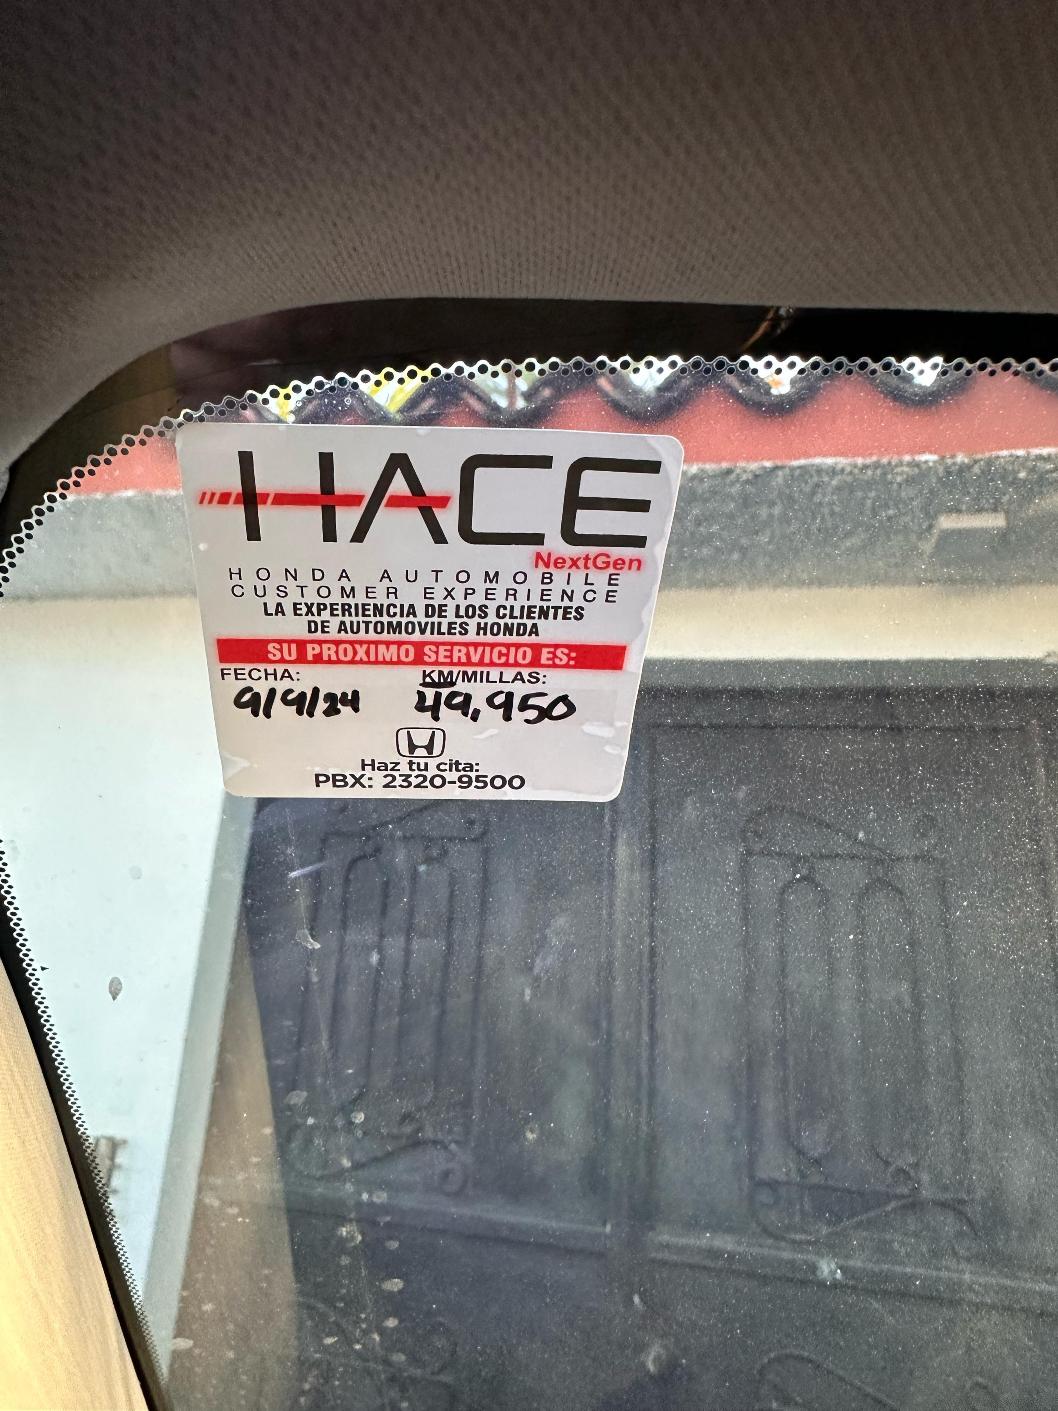 HACE
NextGen
HONDA AUTOMOBILE
CUSTOMER EXPERIENCE
LA EXPERIENCIA DE LOS CLIENTES
DE AUTOMOVILES HONDA
SU PROXIMO SERVICIO ES:
FECHA: KM/MILLAS:
9/9/24 49,950
Haz tu cita:
PBX: 2320-9500